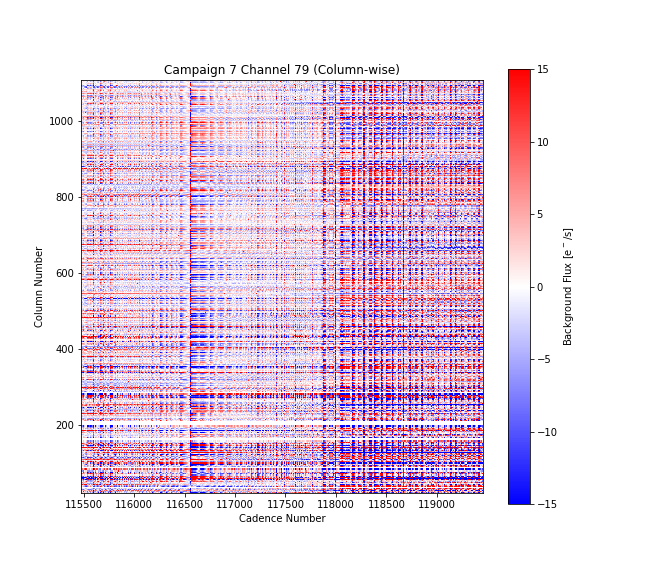 Campaign 7 Channel 79 (Column-wise)
1000
800
600
400
200
Column Number
115500 116000 116500 117000 117500 118000 118500 119000
Cadence Number
15
10
5
0
−5
−10
−15
Background Flux [e⁻/s]